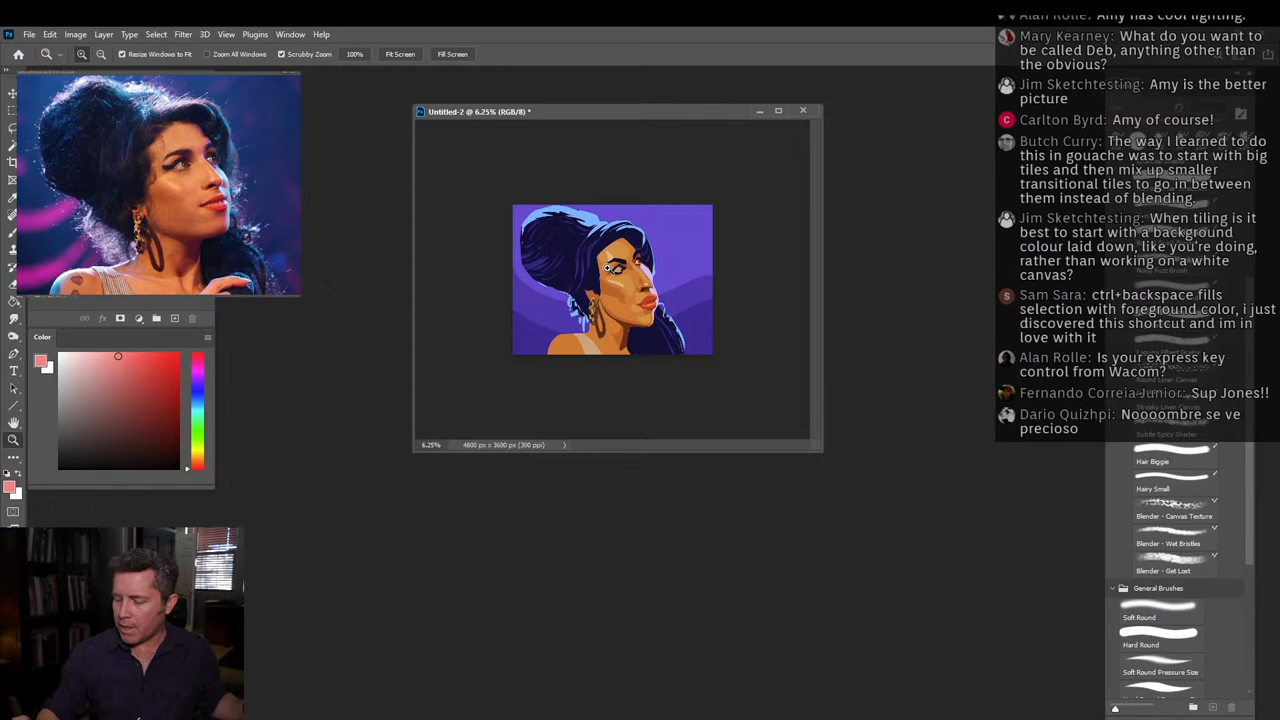 Alan Rolle: Amy has cool lighting.
File Edit Image Layer Type Select Filter 3D View Plugins Window Help
Resize Windows to Fit Scrubby Zoom All Windows 100% Fit Screen Fill Screen
Mary Kearney: What do you want to
be called Deb, anything other than
the obvious?
Jim Sketchtesting: Amy is the better
picture
Carlton Byrd: Amy of course!
Butch Curry: The way I learned to do
this in gouache was to start with big
tiles and then mix up smaller
transitional tiles to go in between
them instead of blending.
Jim Sketchtesting: When tiling is it
best to start with a background
colour laid down, like you're doing,
rather than working on a white
canvas?
Sam Sara: ctrl+backspace fills
selection with foreground color, i just
discovered this shortcut and im in
love with it
Alan Rolle: Is your express key
control from Wacom?
Fernando Correia Junior: Sup Jones!!
Dario Quizhpi: Noooombre se ve
precioso
Untitled-2 @ 6.25% (RGB/8) *
6.25% 4800 px x 3600 px (300 ppi)
Color
Round Linen Canvas
Subtle Spicy Shader
Hair Biggie
Hairy Small
Blender - Canvas Texture
Blender - Wet Bristles
Blender - Get Lost
General Brushes
Soft Round
Hard Round
Soft Round Pressure Size